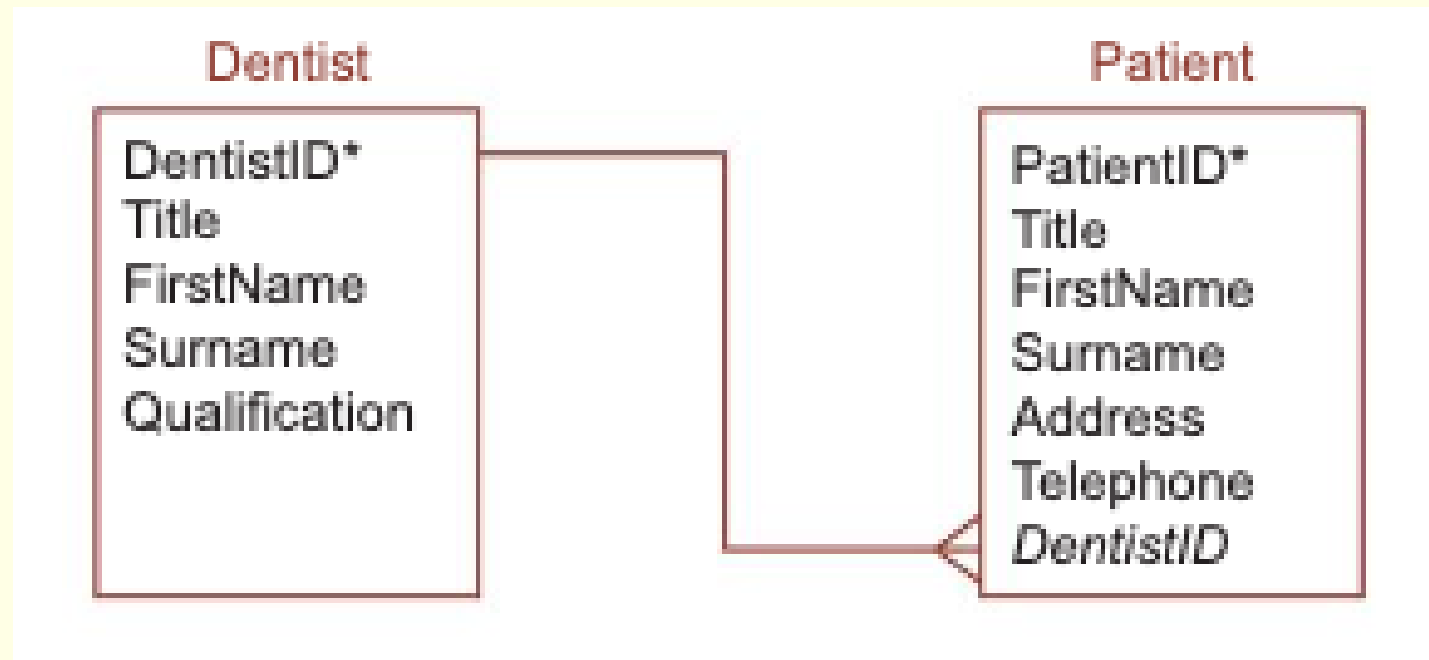 Dentist
DentistID*
Title
FirstName
Surname
Qualification
Patient
PatientID*
Title
FirstName
Surname
Address
Telephone
DentistID